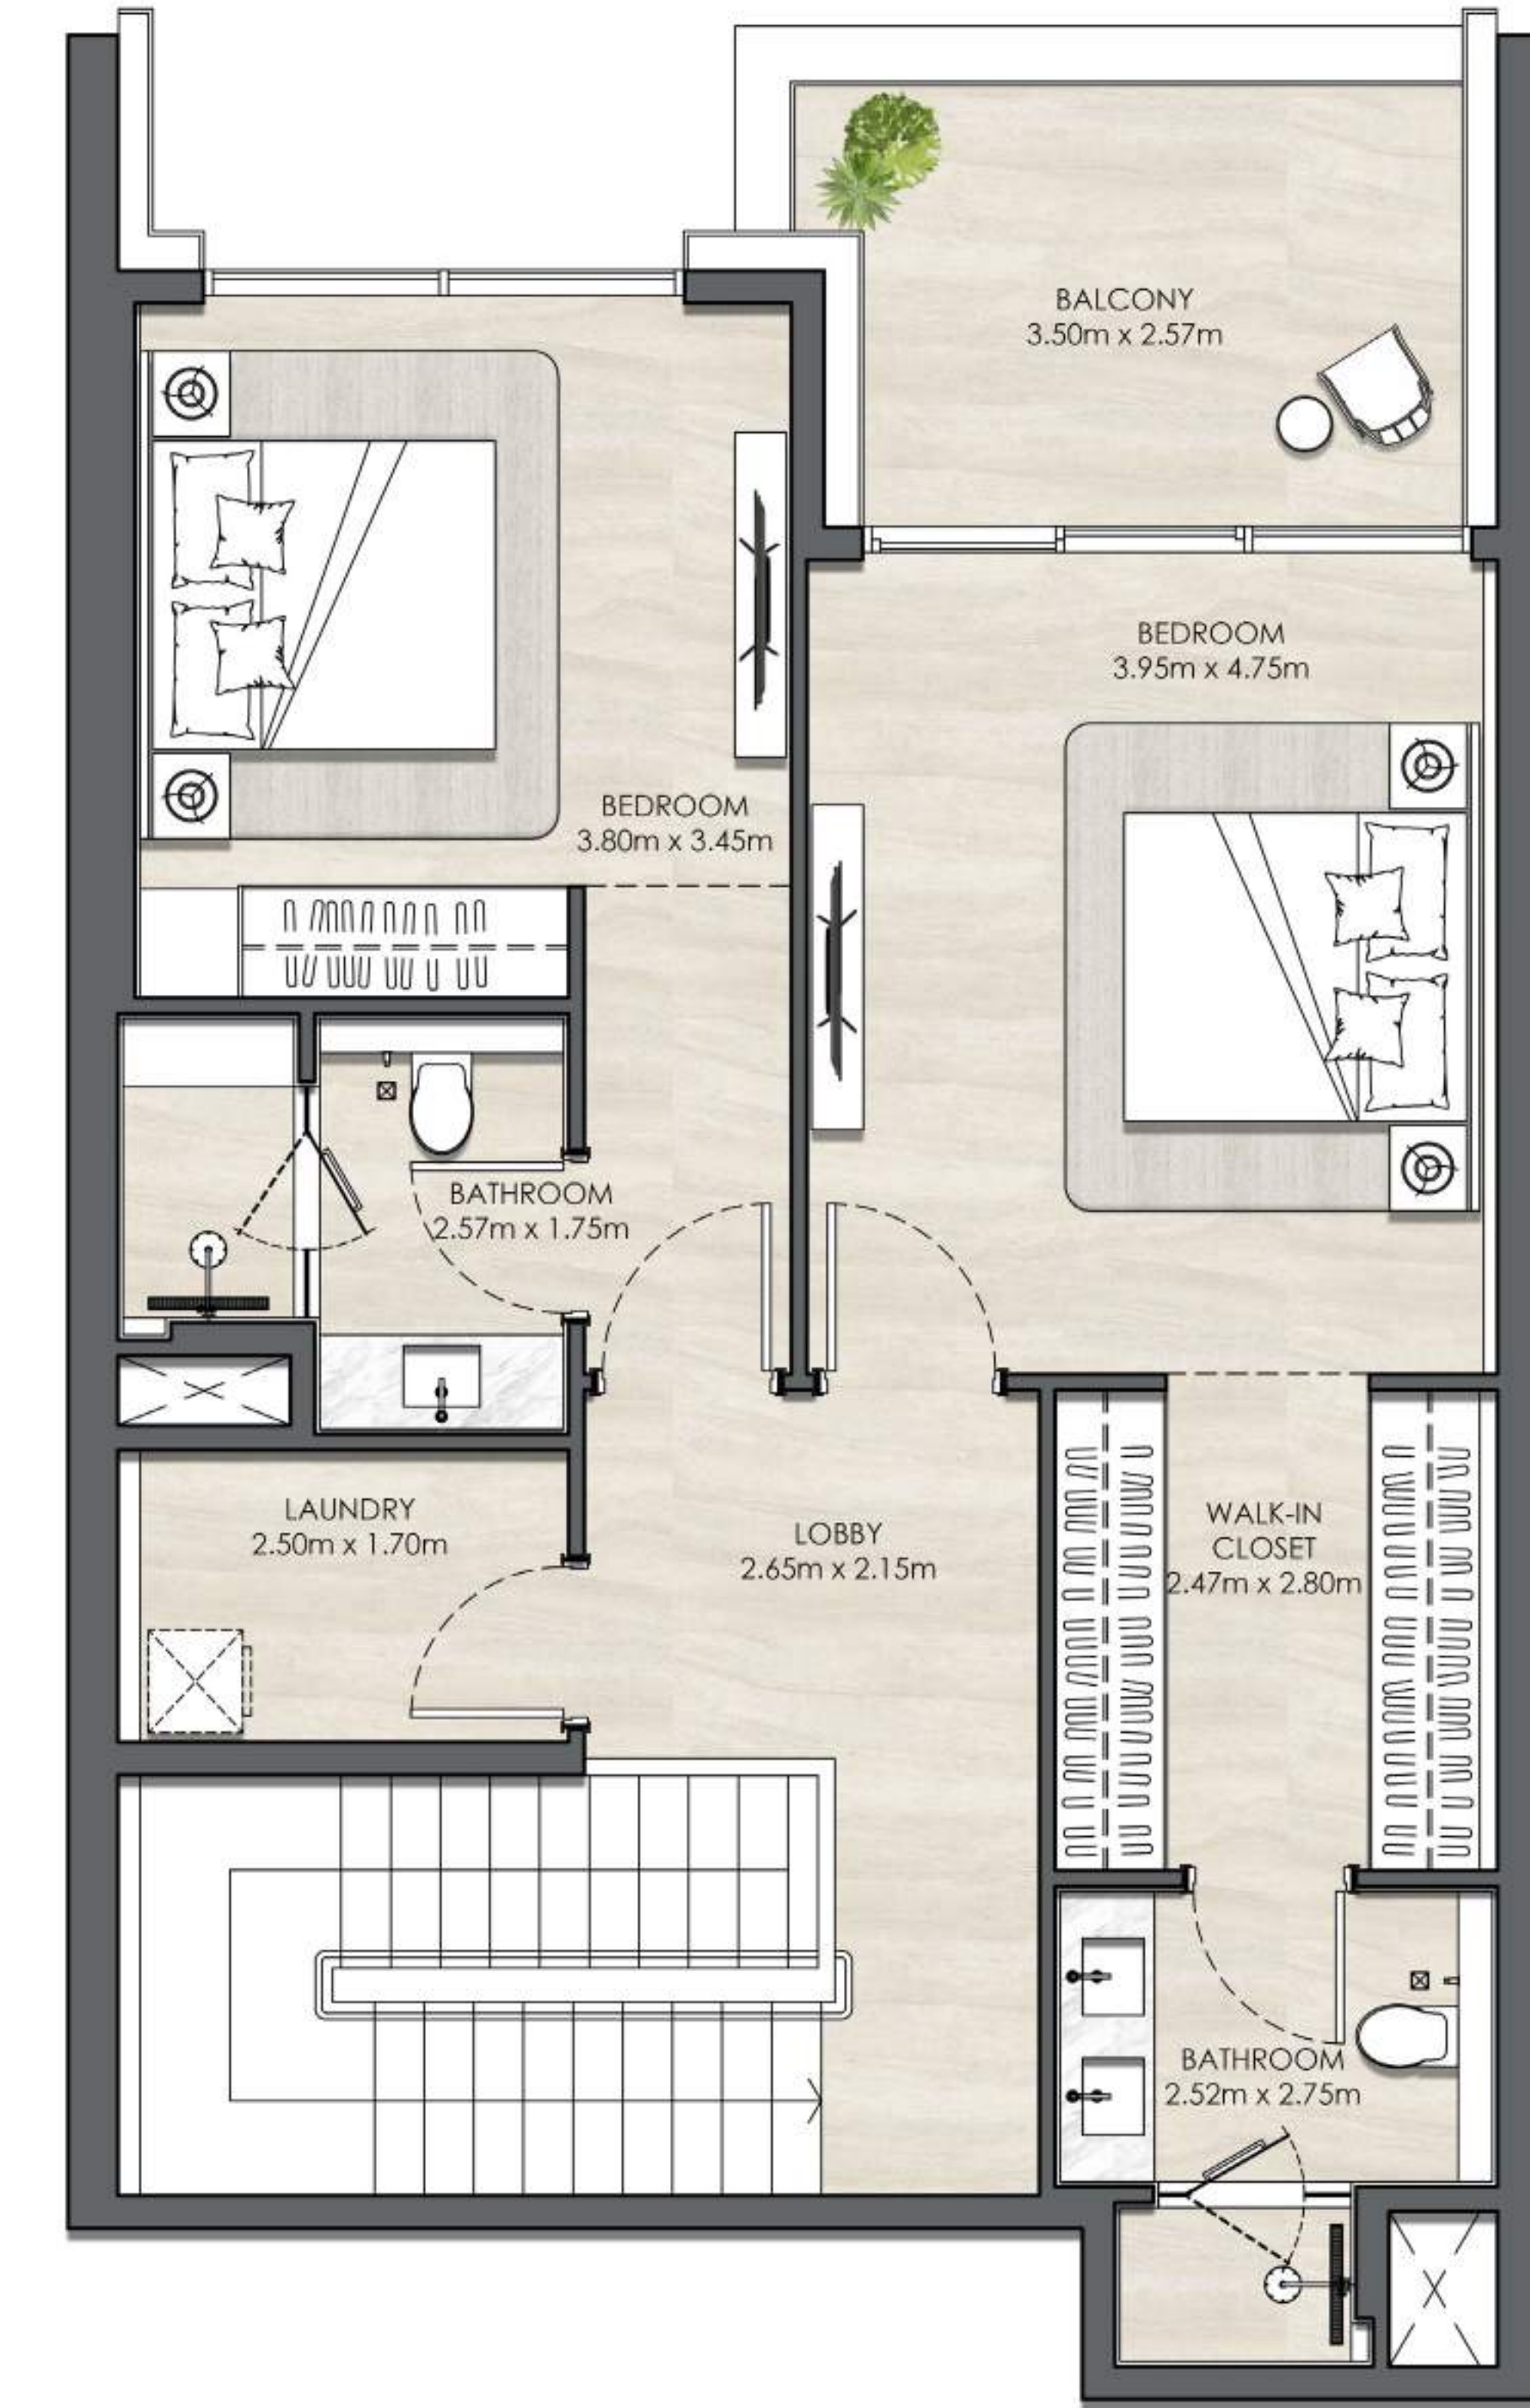 BALCONY
3.50m x 2.57m
BEDROOM
3.95m x 4.75m
BEDROOM
3.80m x 3.45m
BATHROOM
2.57m x 1.75m
LAUNDRY
2.50m x 1.70m
LOBBY
2.65m x 2.15m
WALK-IN
CLOSET
2.47m x 2.80m
BATHROOM
2.52m x 2.75m